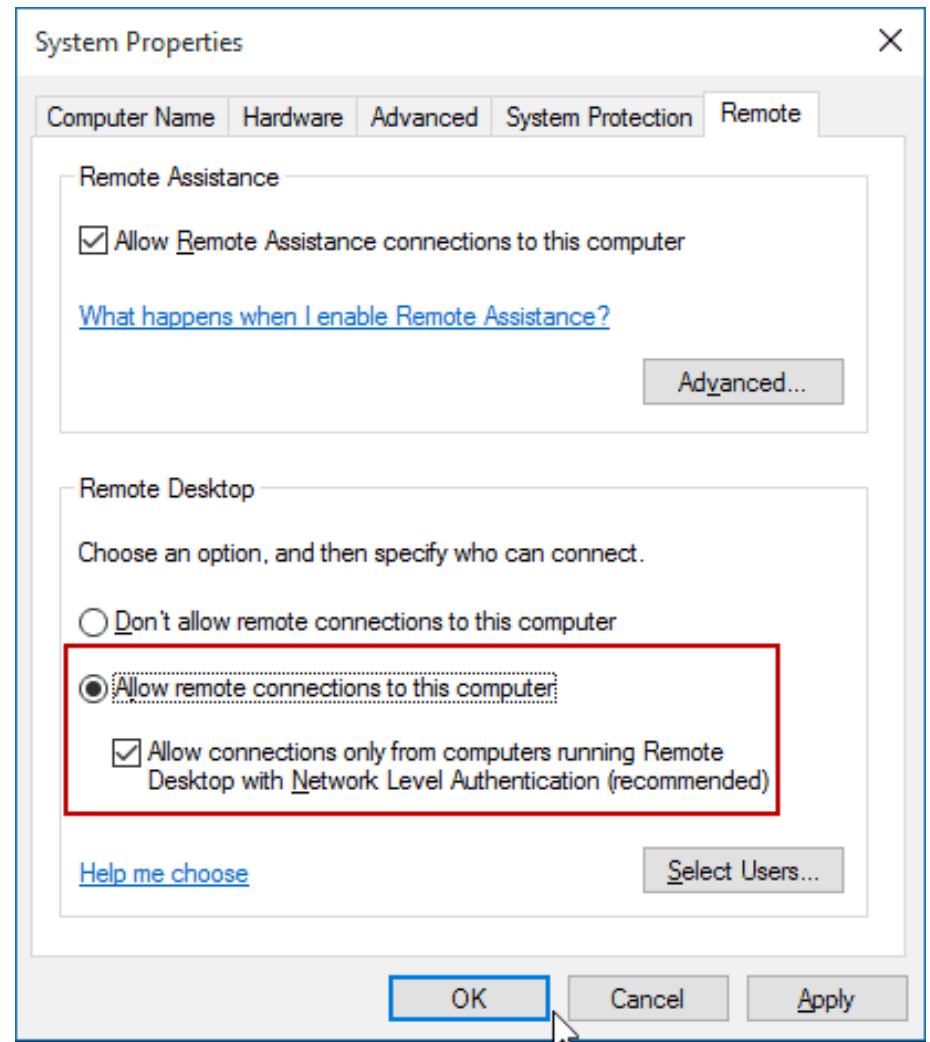 System Properties
Computer Name Hardware Advanced System Protection Remote
Remote Assistance
Allow Remote Assistance connections to this computer
What happens when I enable Remote Assistance?
Advanced...
Remote Desktop
Choose an option, and then specify who can connect.
Don't allow remote connections to this computer
Allow remote connections to this computer
Allow connections only from computers running Remote
Desktop with Network Level Authentication (recommended)
Help me choose Select Users...
OK Cancel Apply